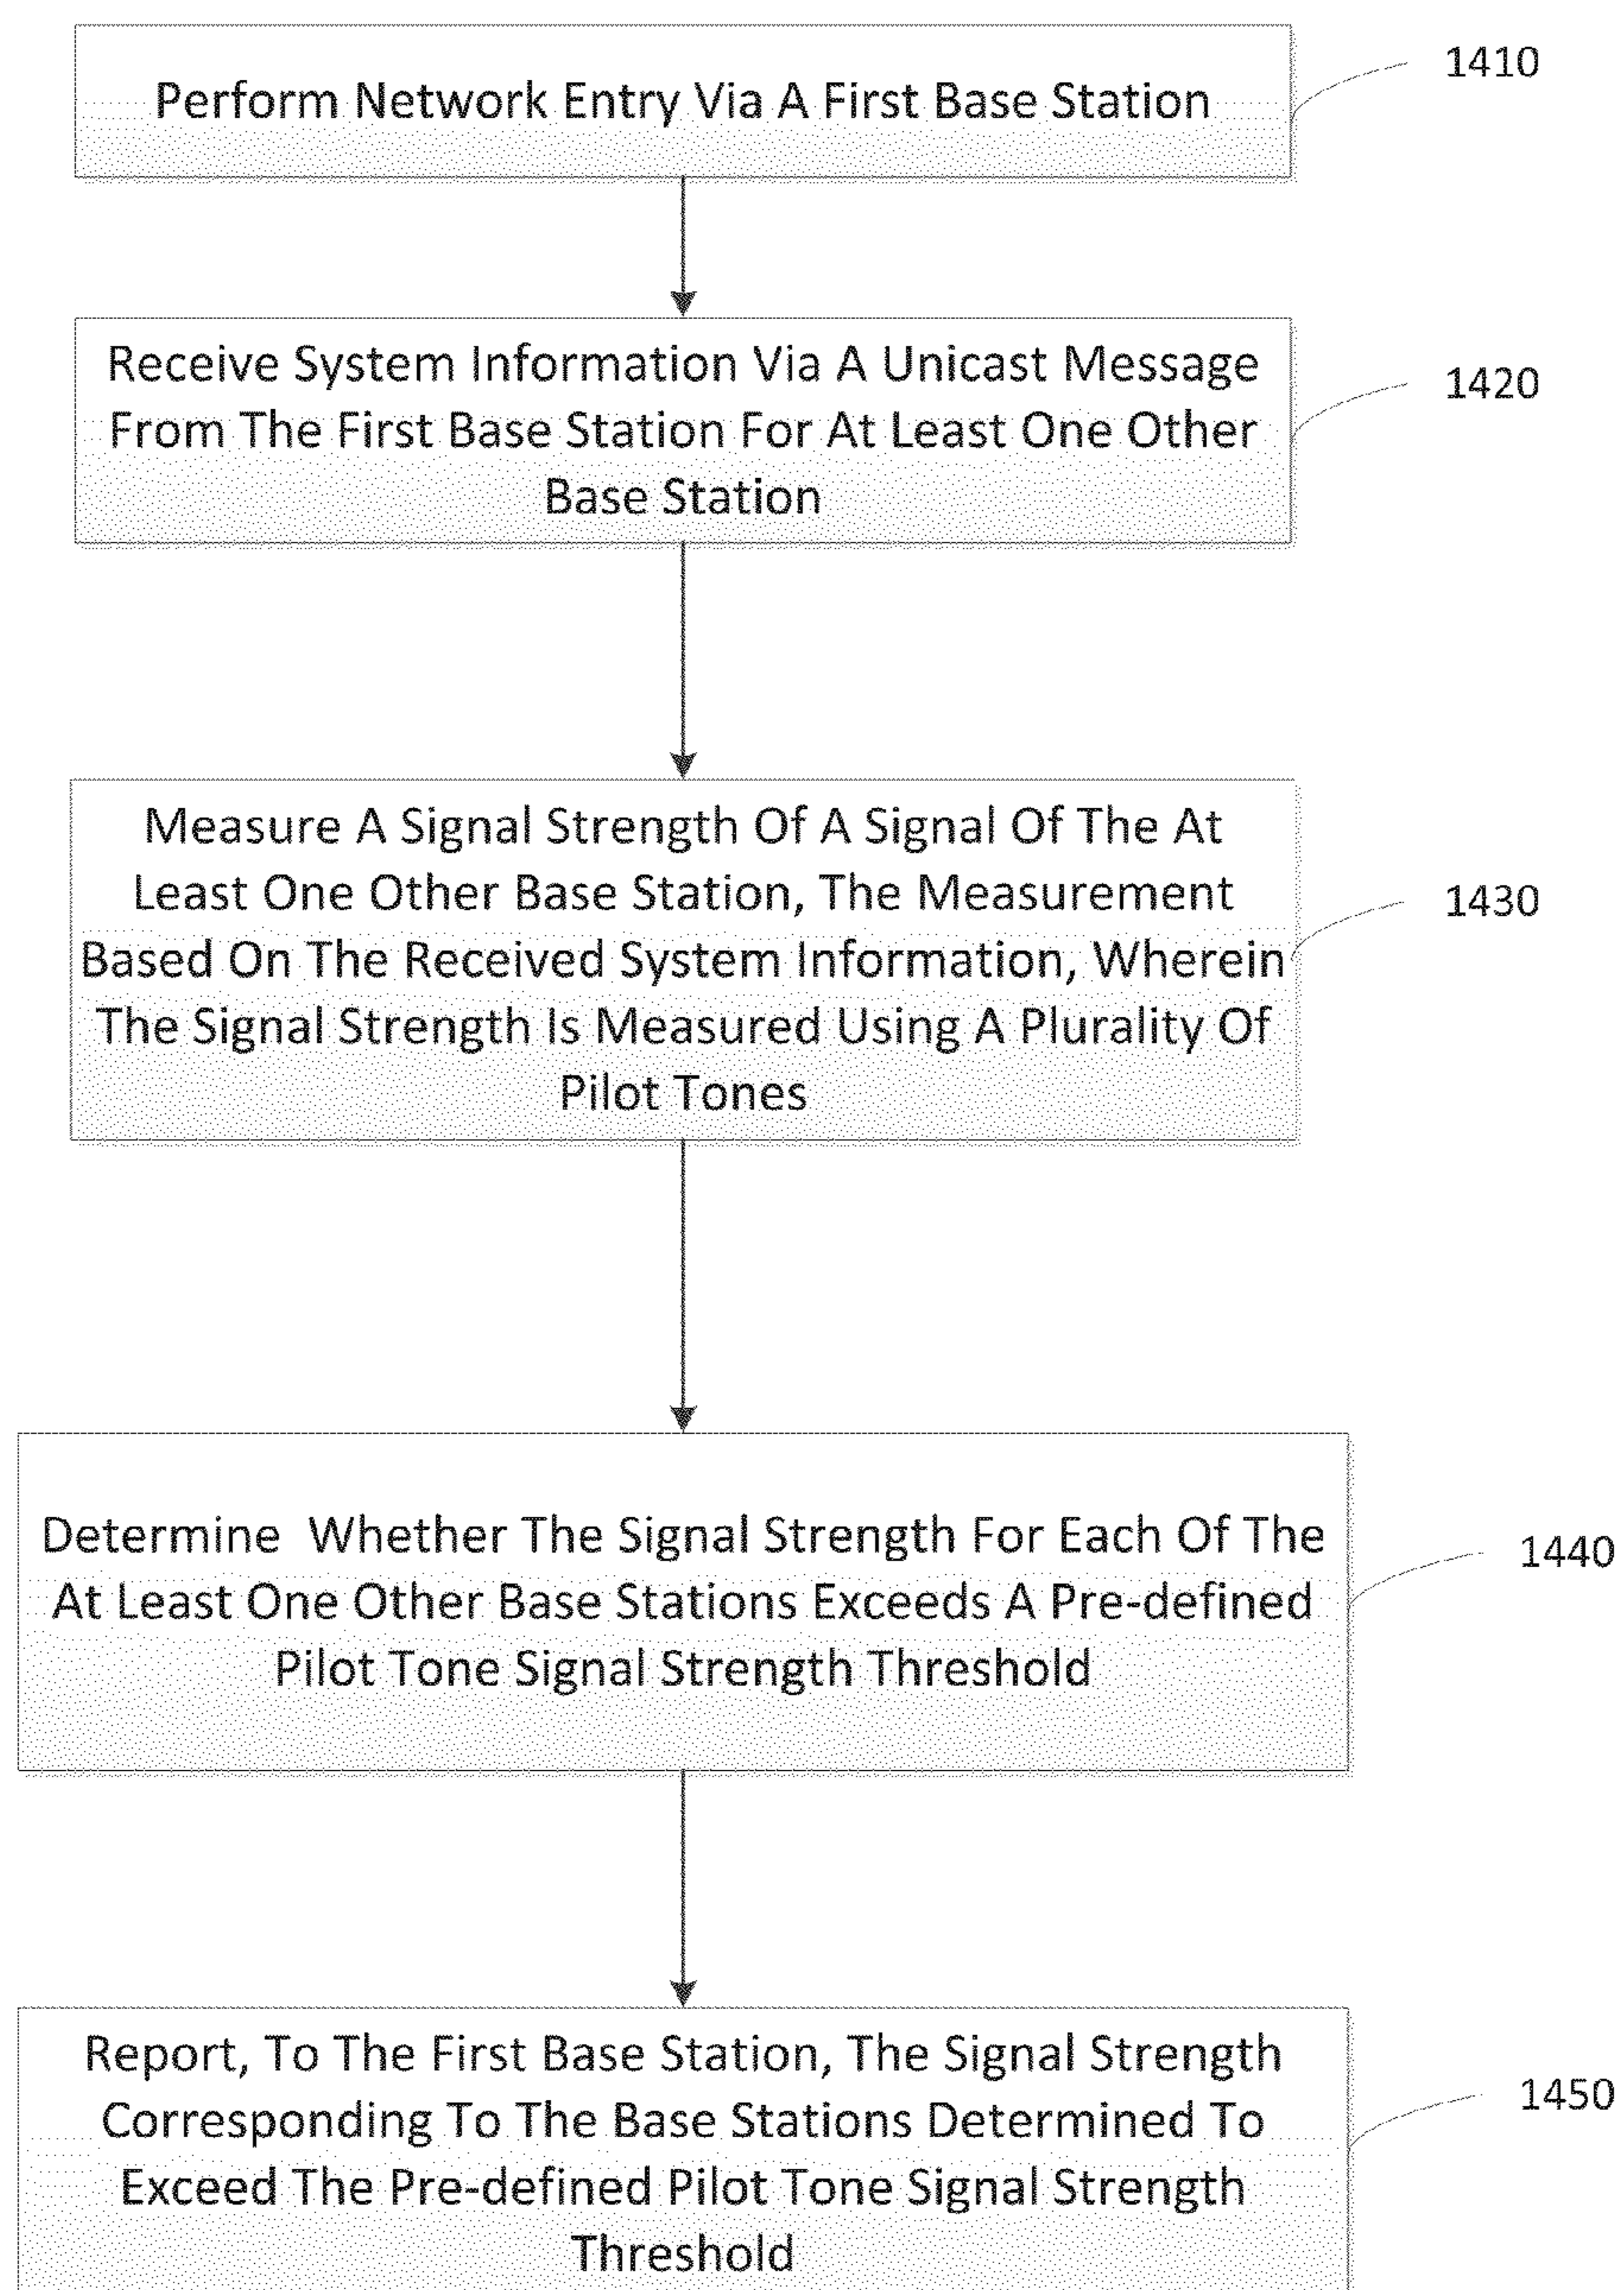 Perform Network Entry Via A First Base Station
1410
Receive System Information Via A Unicast Message
From The First Base Station For At Least One Other
Base Station
1420
Measure A Signal Strength Of A Signal Of The At
Least One Other Base Station, The Measurement
Based On The Received System Information, Wherein
The Signal Strength Is Measured Using A Plurality Of
Pilot Tones
1430
Determine Whether The Signal Strength For Each Of The
At Least One Other Base Stations Exceeds A Pre-defined
Pilot Tone Signal Strength Threshold
1440
Report, To The First Base Station, The Signal Strength
Corresponding To The Base Stations Determined To
Exceed The Pre-defined Pilot Tone Signal Strength
Threshold
1450